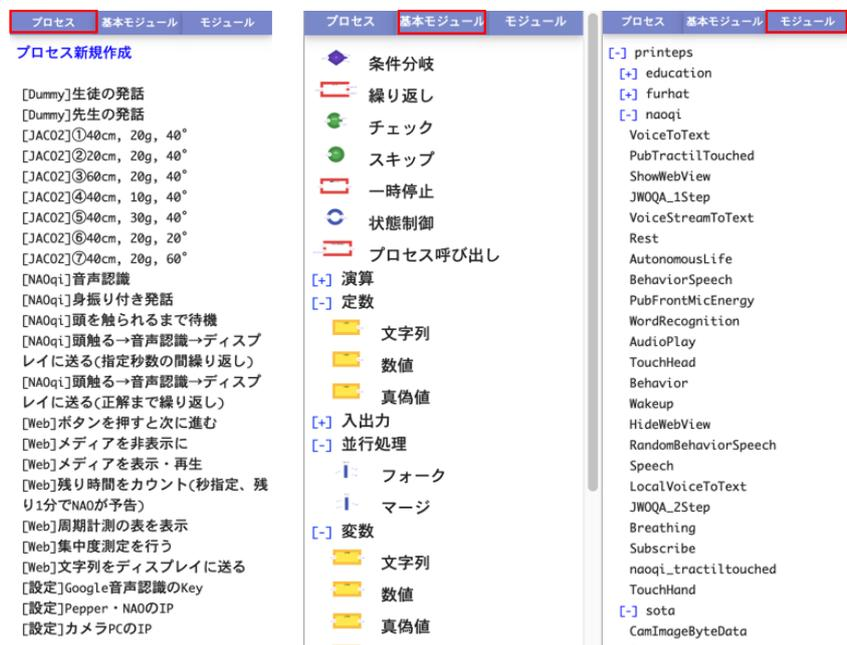 プロセス 基本モジュール モジュール
プロセス新規作成
[Dummy]生徒の発話
[Dummy]先生の発話
[JACO2]①40cm, 20g, 40°
[JACO2]②20cm, 20g, 40°
[JACO2]③60cm, 20g, 40°
[JACO2]④40cm, 10g, 40°
[JACO2]⑤40cm, 30g, 40°
[JACO2]⑥40cm, 20g, 20°
[JACO2]⑦40cm, 20g, 60°
[NAOqi]音声認識
[NAOqi]身振り付き発話
[NAOqi]頭を触られるまで待機
[NAOqi]頭触る→音声認識→ディスプ
レイに送る(指定秒数の間繰り返し)
[NAOqi]頭触る→音声認識→ディスプ
レイに送る(正解まで繰り返し)
[Web]ボタンを押すと次に進む
[Web]メディアを非表示に
[Web]メディアを表示・再生
[Web]残り時間をカウント(秒指定、残
り1分でNAOが予告)
[Web]周期計測の表を表示
[Web]集中度測定を行う
[Web]文字列をディスプレイに送る
[設定]Google音声認識のKey
[設定]Pepper・NAOのIP
[設定]カメラPCのIP
プロセス 基本モジュール モジュール
条件分岐
繰り返し
チェック
スキップ
一時停止
状態制御
プロセス呼び出し
[+] 演算
[-] 定数
文字列
数値
真偽値
[+] 入出力
[-] 並行処理
フォーク
マージ
[-] 変数
文字列
数値
真偽値
プロセス 基本モジュール モジュール
[-] printeps
[+] education
[+] furhat
[-] naoqi
VoiceToText
PubTractilTouched
ShowWebView
JWOQA_1Step
VoiceStreamToText
Rest
AutonomousLife
BehaviorSpeech
PubFrontMicEnergy
WordRecognition
AudioPlay
TouchHead
Behavior
Wakeup
HideWebView
RandomBehaviorSpeech
Speech
LocalVoiceToText
JWOQA_2Step
Breathing
Subscribe
naoqi_tractiltouched
TouchHand
[-] sota
CamImageByteData